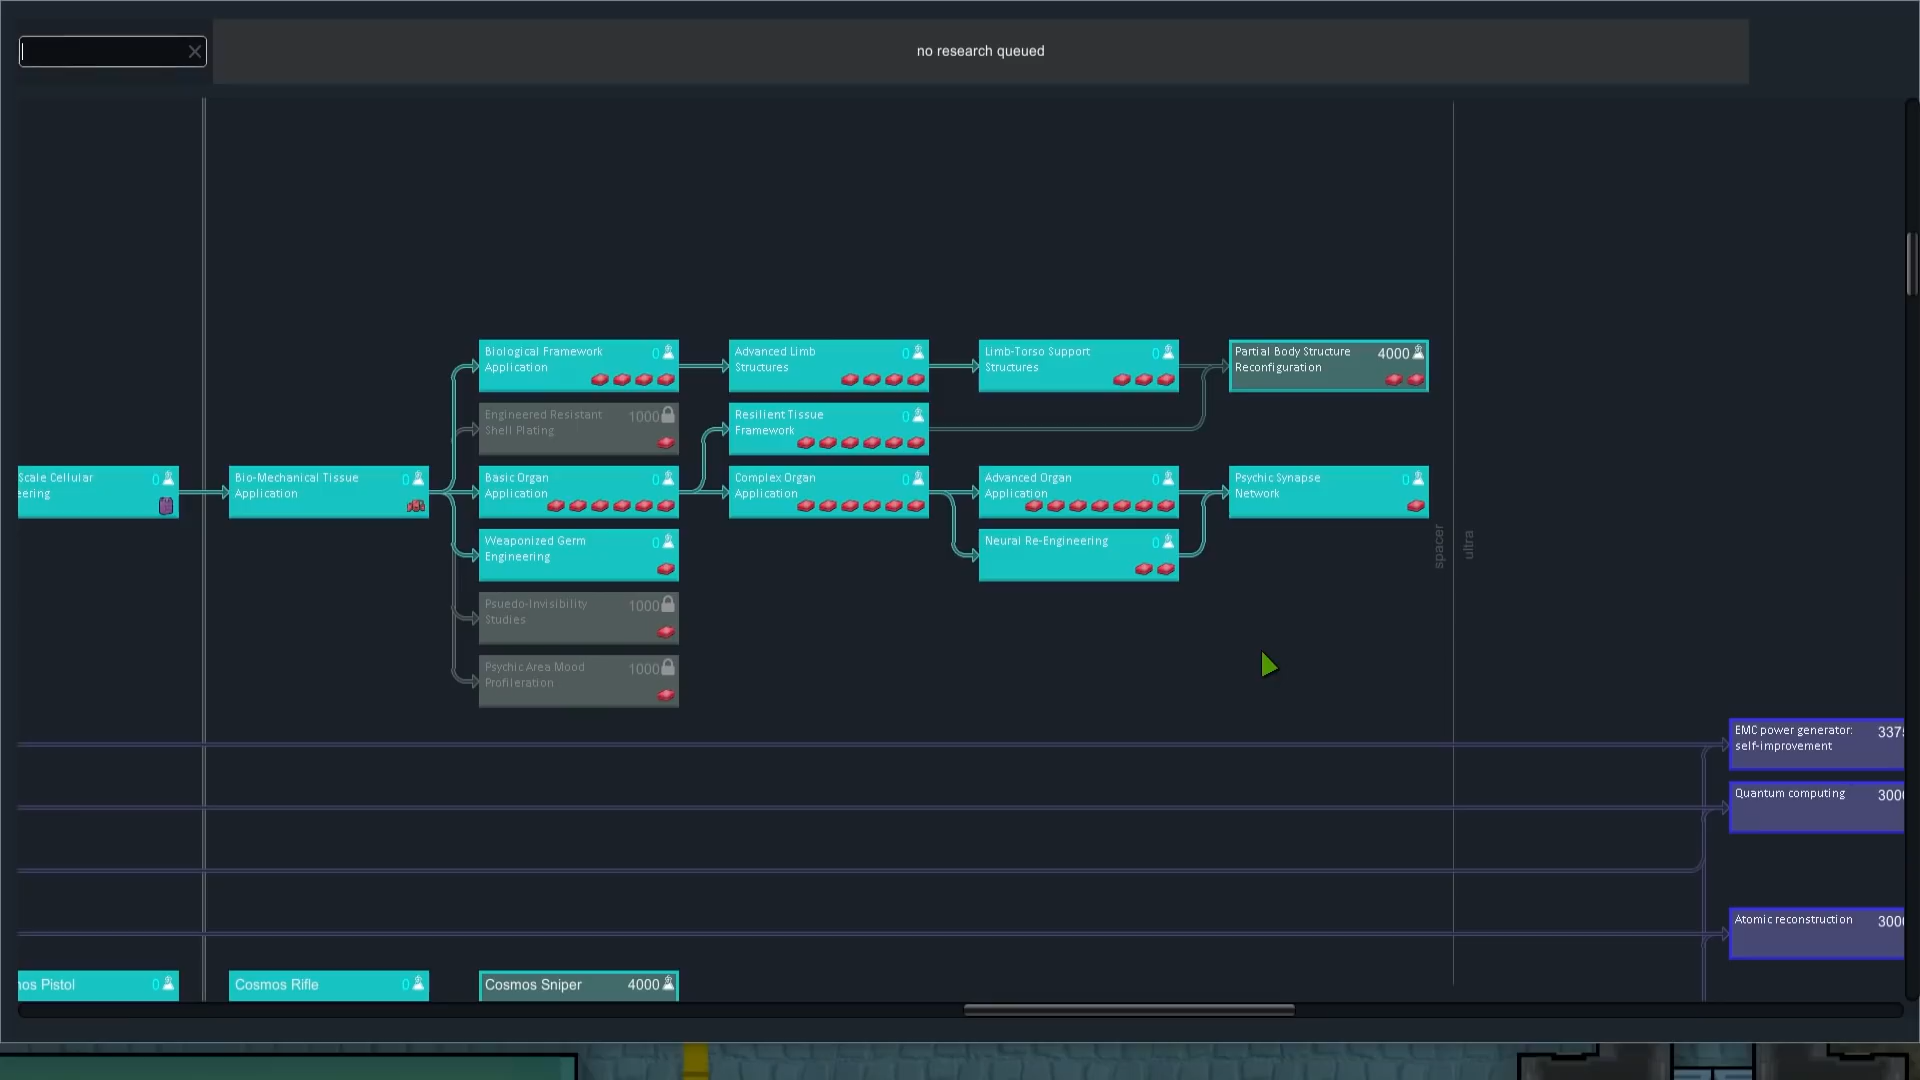 no research queued
Biological Framework
Application
0
Advanced Limb
Structures
0
Limb-Torso Support
Structures
0
Partial Body Structure
Reconfiguration
4000
Engineered Resistant
Shell Plating
1000
Resilient Tissue
Framework
0
Scale Cellular
eering
0
Bio-Mechanical Tissue
Application
0
Basic Organ
Application
0
Complex Organ
Application
0
Advanced Organ
Application
0
Psychic Synapse
Network
0
Weaponized Germ
Engineering
0
Neural Re-Engineering
0
spacer
ultra
Psuedo-Invisibility
Studies
1000
Psychic Area Mood
Profileration
1000
EMC power generator:
self-improvement
337
Quantum computing
300
Atomic reconstruction
300
os Pistol
0
Cosmos Rifle
0
Cosmos Sniper
4000